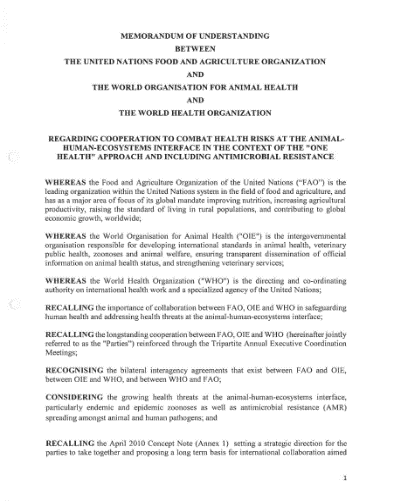 MEMORANDUM OF UNDERSTANDING
BETWEEN
THE UNITED NATIONS FOOD AND AGRICULTURE ORGANIZATION
AND
THE WORLD ORGANISATION FOR ANIMAL HEALTH
AND
THE WORLD HEALTH ORGANIZATION
REGARDING COOPERATION TO COMBAT HEALTH RISKS AT THE ANIMAL-
HUMAN-ECOSYSTEMS INTERFACE IN THE CONTEXT OF THE "ONE
HEALTH" APPROACH AND INCLUDING ANTIMICROBIAL RESISTANCE
WHEREAS the Food and Agriculture Organization of the United Nations ("FAO") is the
leading organization within the United Nations system in the field of food and agriculture, and
has as a major area of focus of its global mandate improving nutrition, increasing agricultural
productivity, raising the standard of living in rural populations, and contributing to global
economic growth, worldwide;
WHEREAS the World Organisation for Animal Health ("OIE") is the intergovernmental
organisation responsible for developing international standards in animal health, veterinary
public health, zoonoses and animal welfare, ensuring transparent dissemination of official
information on animal health status, and strengthening veterinary services;
WHEREAS the World Health Organization ("WHO") is the directing and co-ordinating
authority on international health work and a specialized agency of the United Nations;
RECALLING the importance of collaboration between FAO, OIE and WHO in safeguarding
human health and addressing health threats at the animal-human-ecosystems interface;
RECALLING the longstanding cooperation between FAO, OIE and WHO (hereinafter jointly
referred to as the "Parties") reinforced through the Tripartite Annual Executive Coordination
Meetings;
RECOGNISING the bilateral interagency agreements that exist between FAO and OIE,
between OIE and WHO, and between WHO and FAO;
CONSIDERING the growing health threats at the animal-human-ecosystems interface,
particularly endemic and epidemic zoonoses as well as antimicrobial resistance (AMR)
spreading amongst animal and human pathogens; and
RECALLING the April 2010 Concept Note (Annex 1) setting a strategic direction for the
parties to take together and proposing a long term basis for international collaboration aimed
1